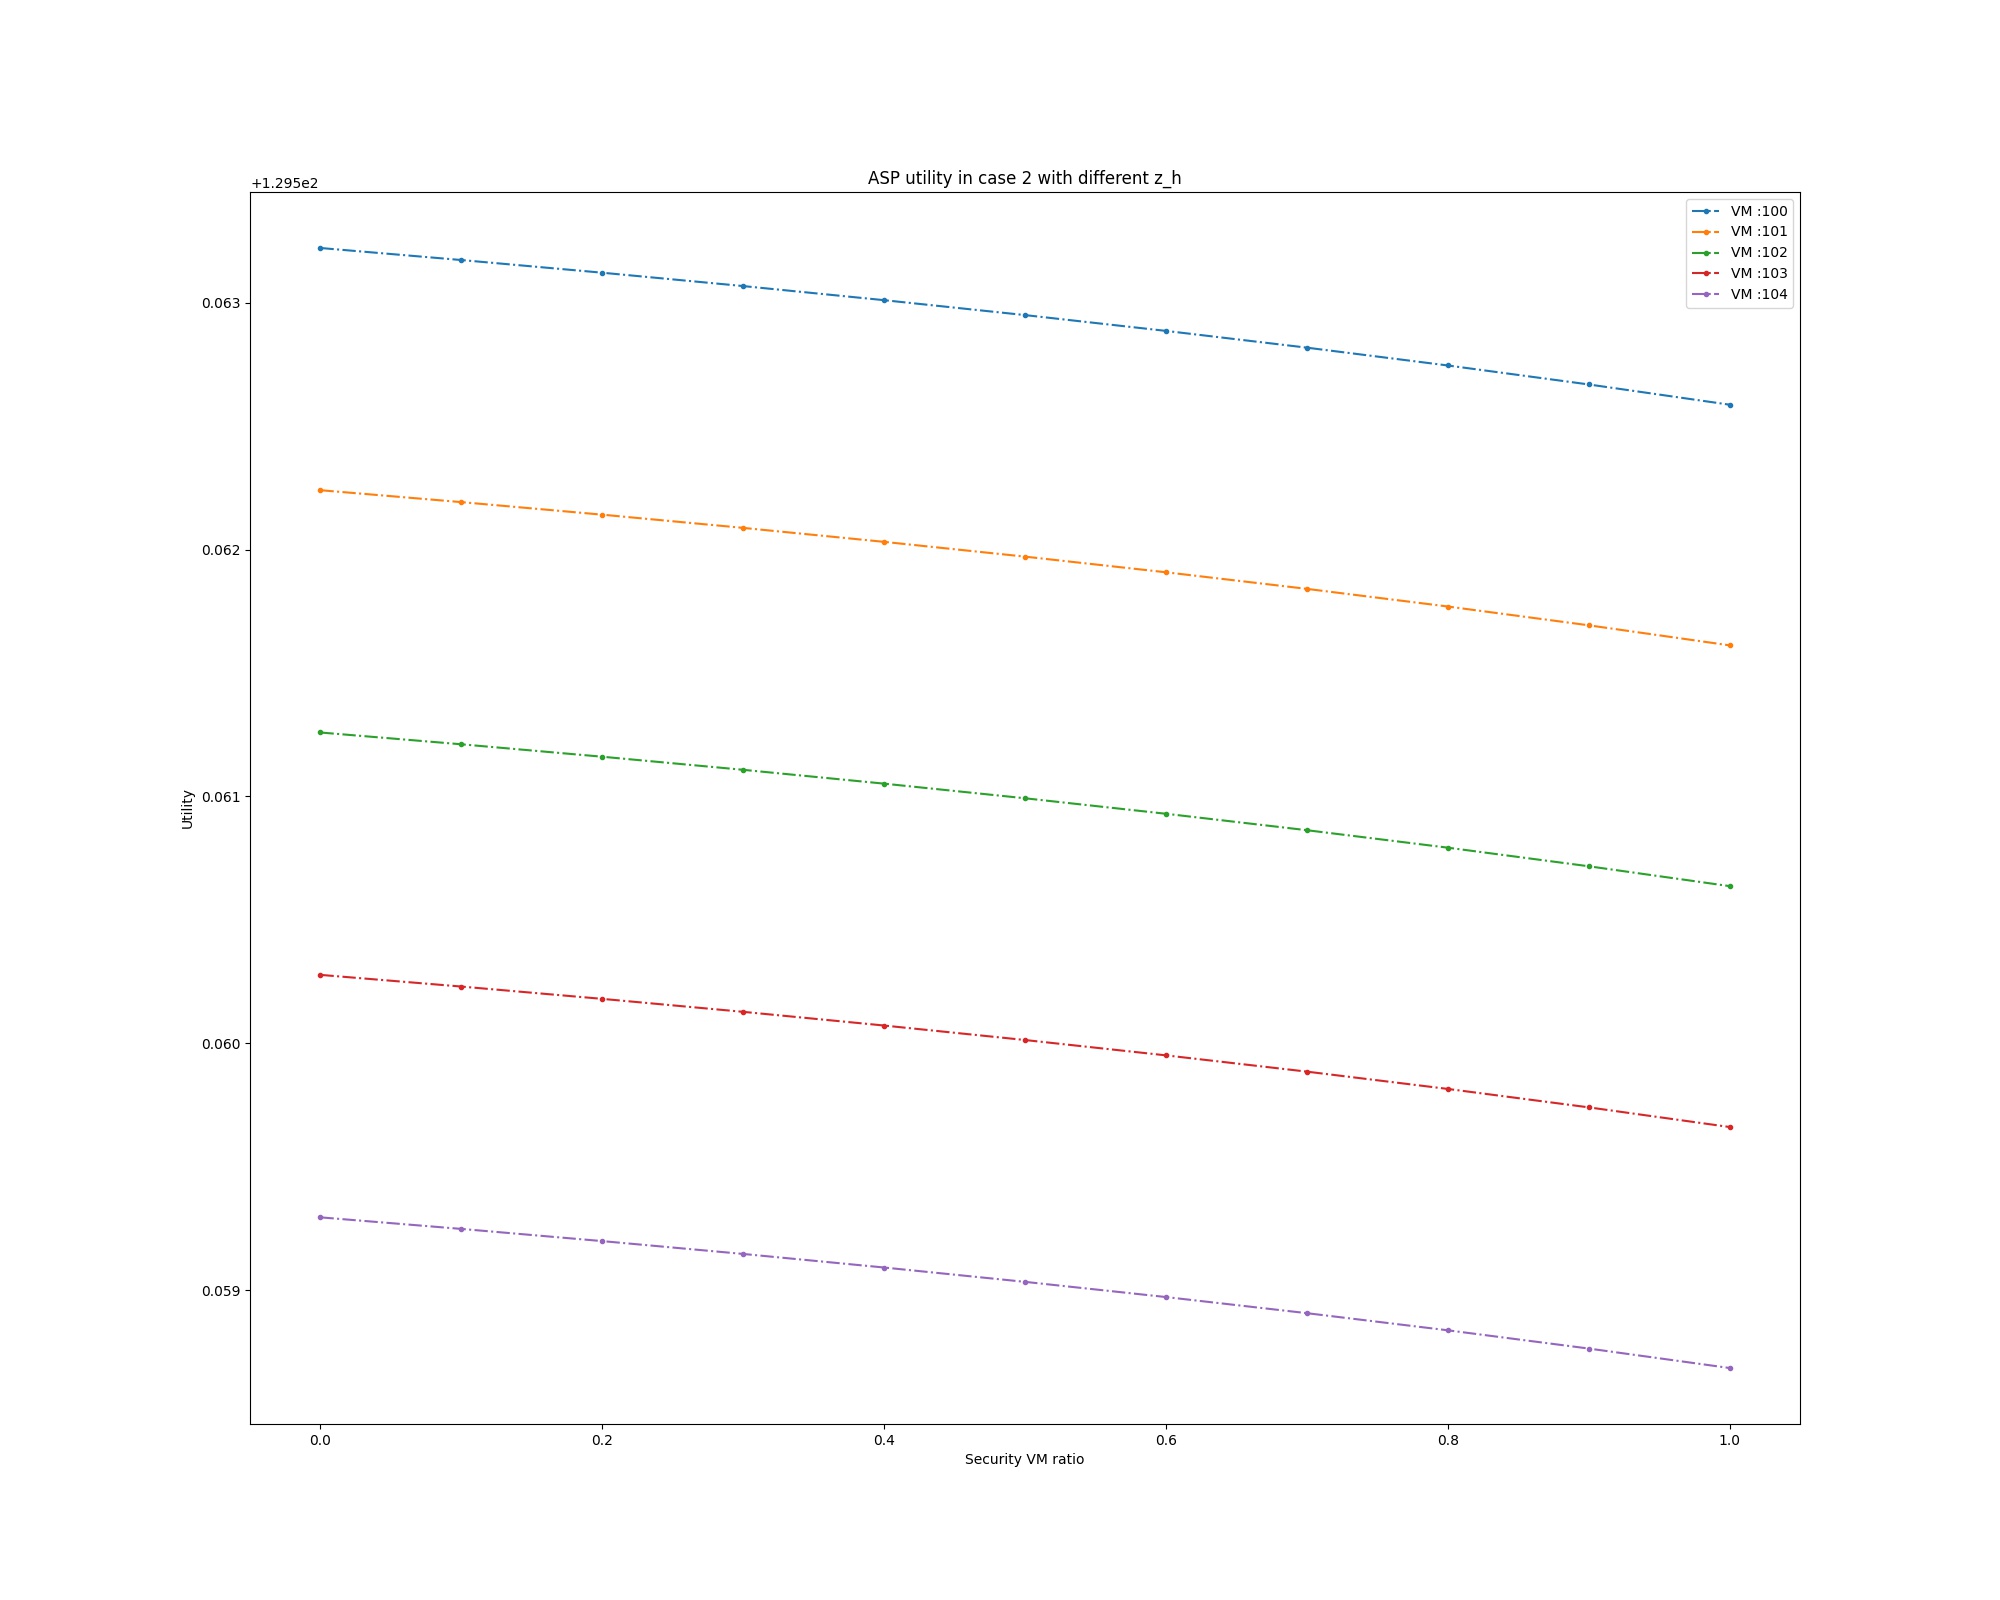 ASP utility in case 2 with different z_h
+1.295e2
VM :100
VM :101
VM :102
VM :103
VM :104
0.063
0.062
0.061
0.060
0.059
Utility
0.0 0.2 0.4 0.6 0.8 1.0
Security VM ratio